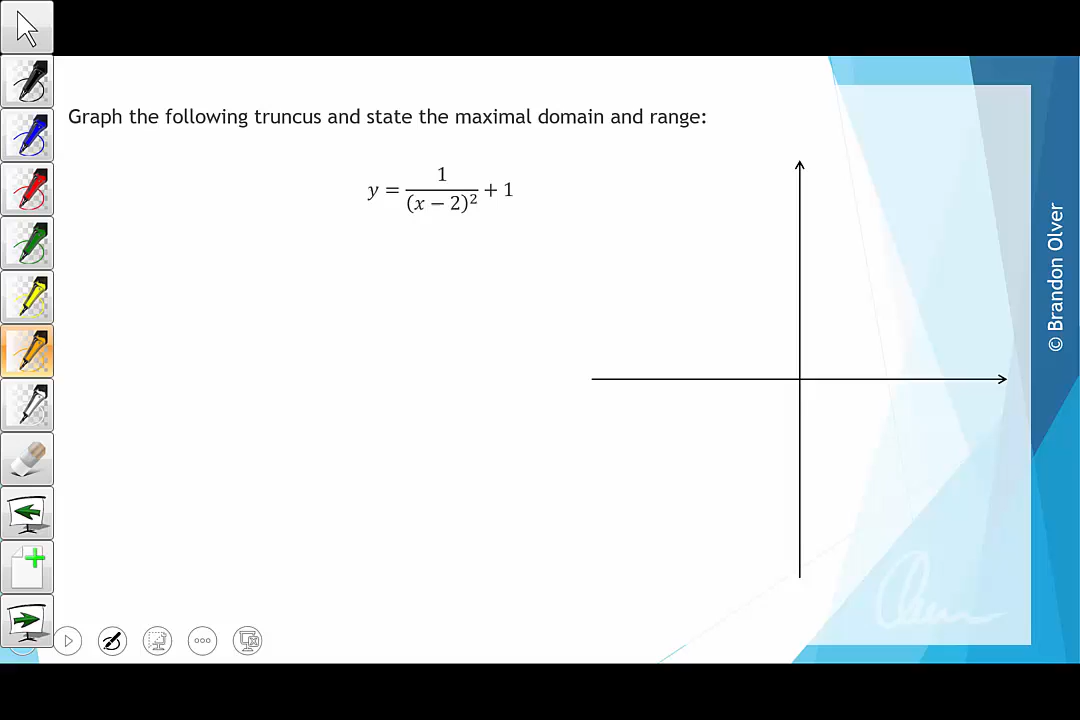 Graph the following truncus and state the maximal domain and range:
y = 1/(x − 2)² + 1
© Brandon Olver